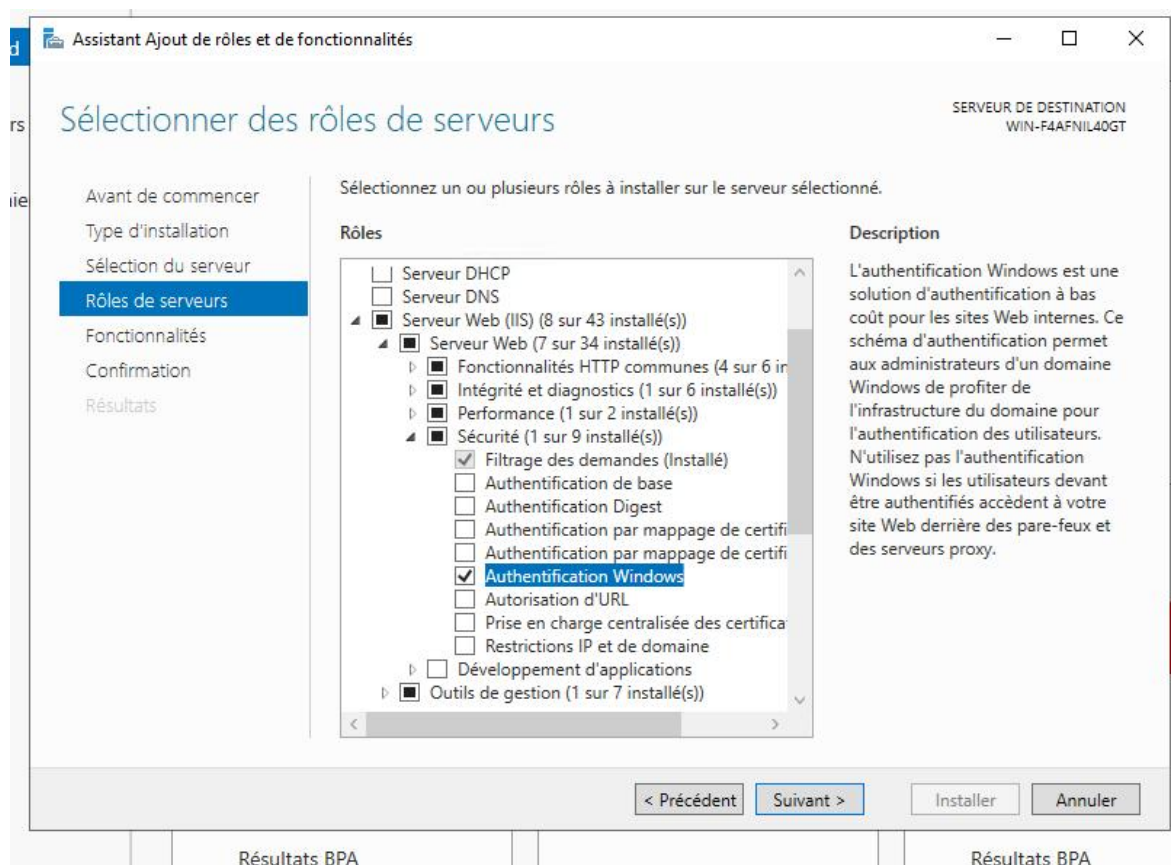 Assistant Ajout de rôles et de fonctionnalités
Sélectionner des rôles de serveurs
SERVEUR DE DESTINATION
WIN-F4AFNIL40GT
Avant de commencer
Type d'installation
Sélection du serveur
Rôles de serveurs
Fonctionnalités
Confirmation
Résultats
Sélectionnez un ou plusieurs rôles à installer sur le serveur sélectionné.
Rôles
Serveur DHCP
Serveur DNS
Serveur Web (IIS) (8 sur 43 installé(s))
Serveur Web (7 sur 34 installé(s))
Fonctionnalités HTTP communes (4 sur 6 in
Intégrité et diagnostics (1 sur 6 installé(s))
Performance (1 sur 2 installé(s))
Sécurité (1 sur 9 installé(s))
Filtrage des demandes (Installé)
Authentification de base
Authentification Digest
Authentification par mappage de certifi
Authentification par mappage de certifi
Authentification Windows
Autorisation d'URL
Prise en charge centralisée des certifica
Restrictions IP et de domaine
Développement d'applications
Outils de gestion (1 sur 7 installé(s))
Description
L'authentification Windows est une
solution d'authentification à bas
coût pour les sites Web internes. Ce
schéma d'authentification permet
aux administrateurs d'un domaine
Windows de profiter de
l'infrastructure du domaine pour
l'authentification des utilisateurs.
N'utilisez pas l'authentification
Windows si les utilisateurs devant
être authentifiés accèdent à votre
site Web derrière des pare-feux et
des serveurs proxy.
< Précédent
Suivant >
Installer
Annuler
Résultats BPA
Résultats BPA